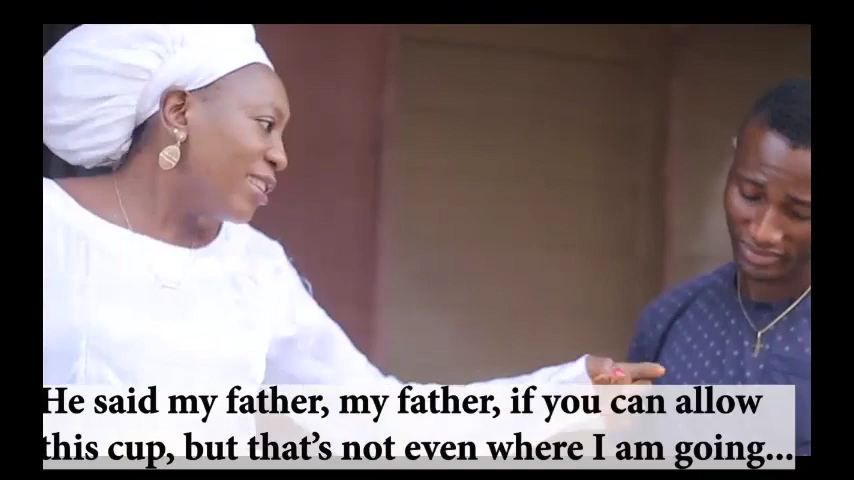 He said my father, my father, if you can allow
this cup, but that's not even where I am going...